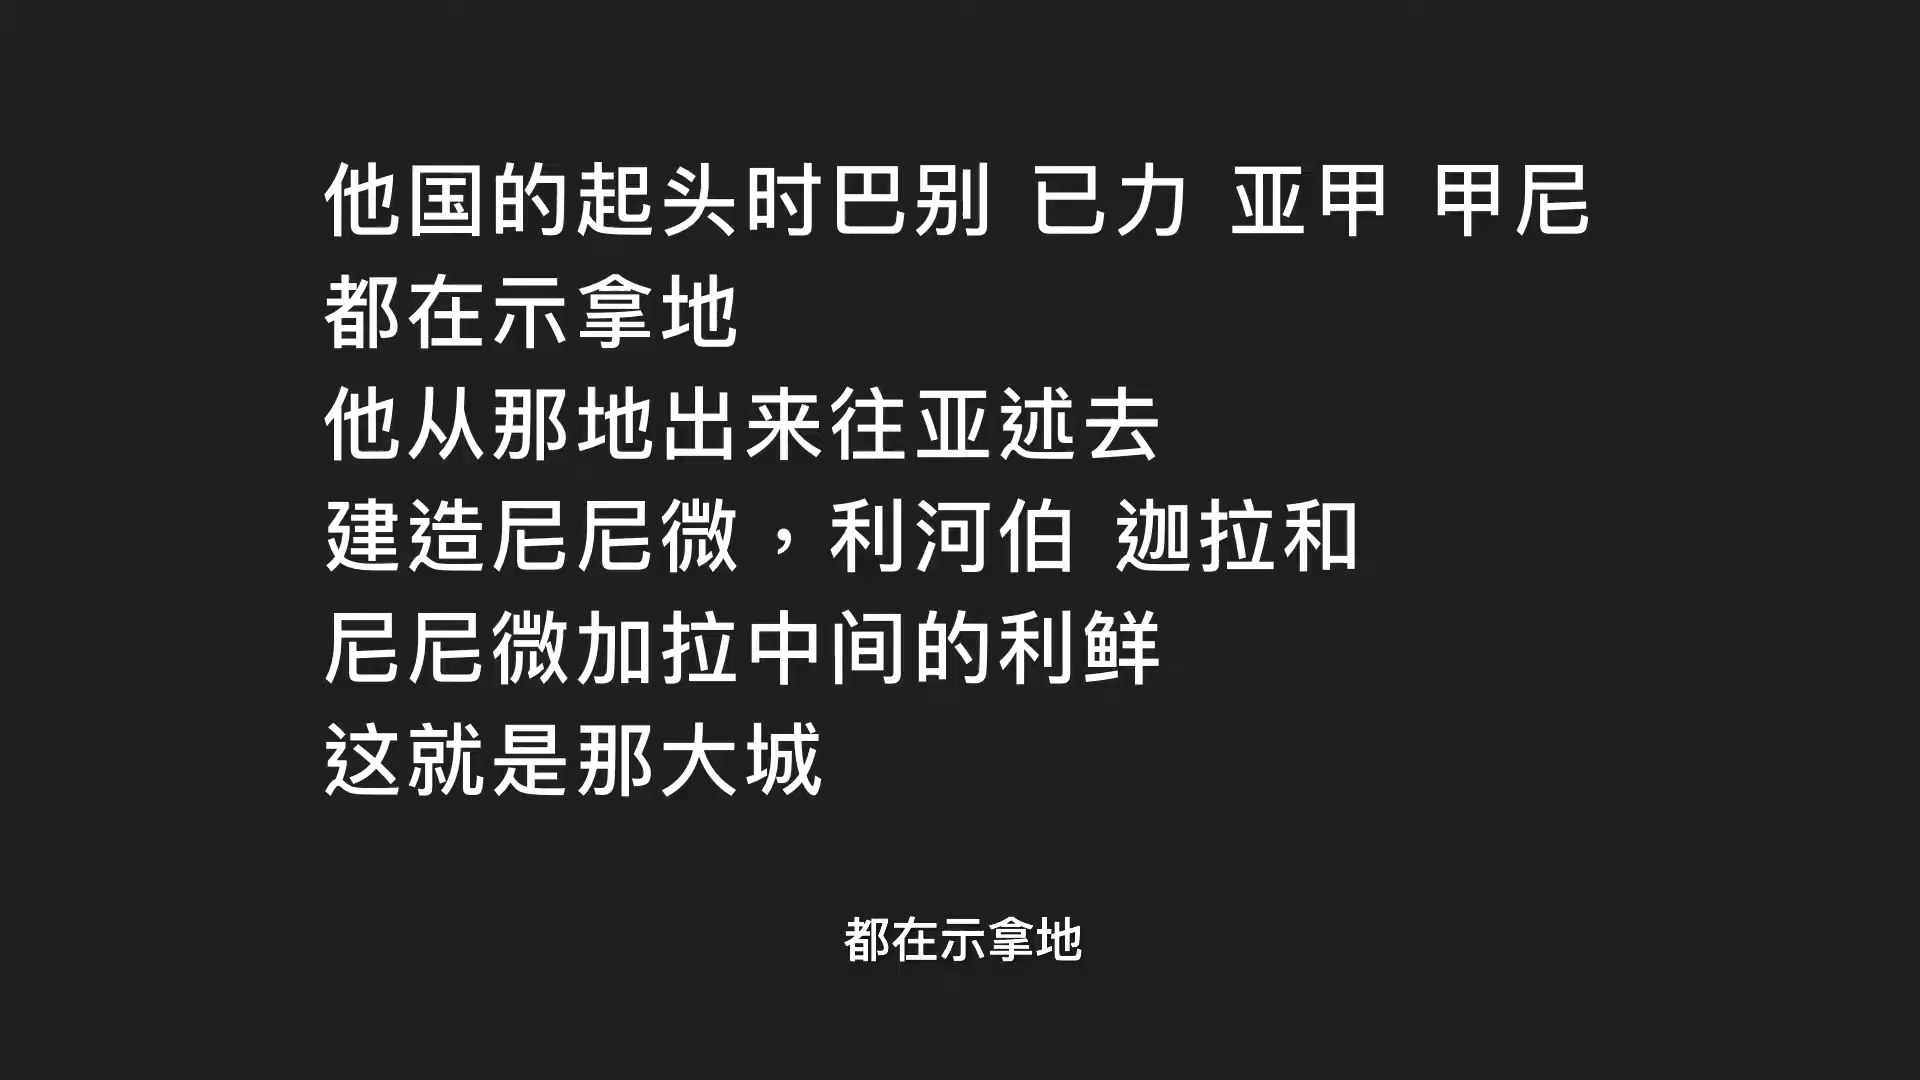 他国的起头时巴别 已力 亚甲 甲尼
都在示拿地
他从那地出来往亚述去
建造尼尼微，利河伯 迦拉和
尼尼微加拉中间的利鲜
这就是那大城
都在示拿地